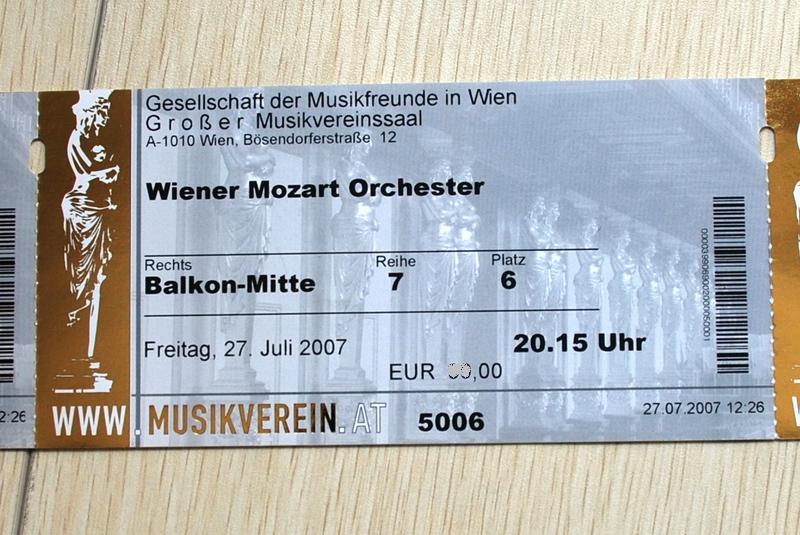 Gesellschaft der Musikfreunde in Wien
Großer Musikvereinssaal
A-1010 Wien, Bösendorferstraße 12
Wiener Mozart Orchester
Rechts Reihe Platz
Balkon-Mitte 7 6
Freitag, 27. Juli 2007 20.15 Uhr
EUR ,00
WWW.MUSIKVEREIN.AT 5006 27.07.2007 12:26
2:26